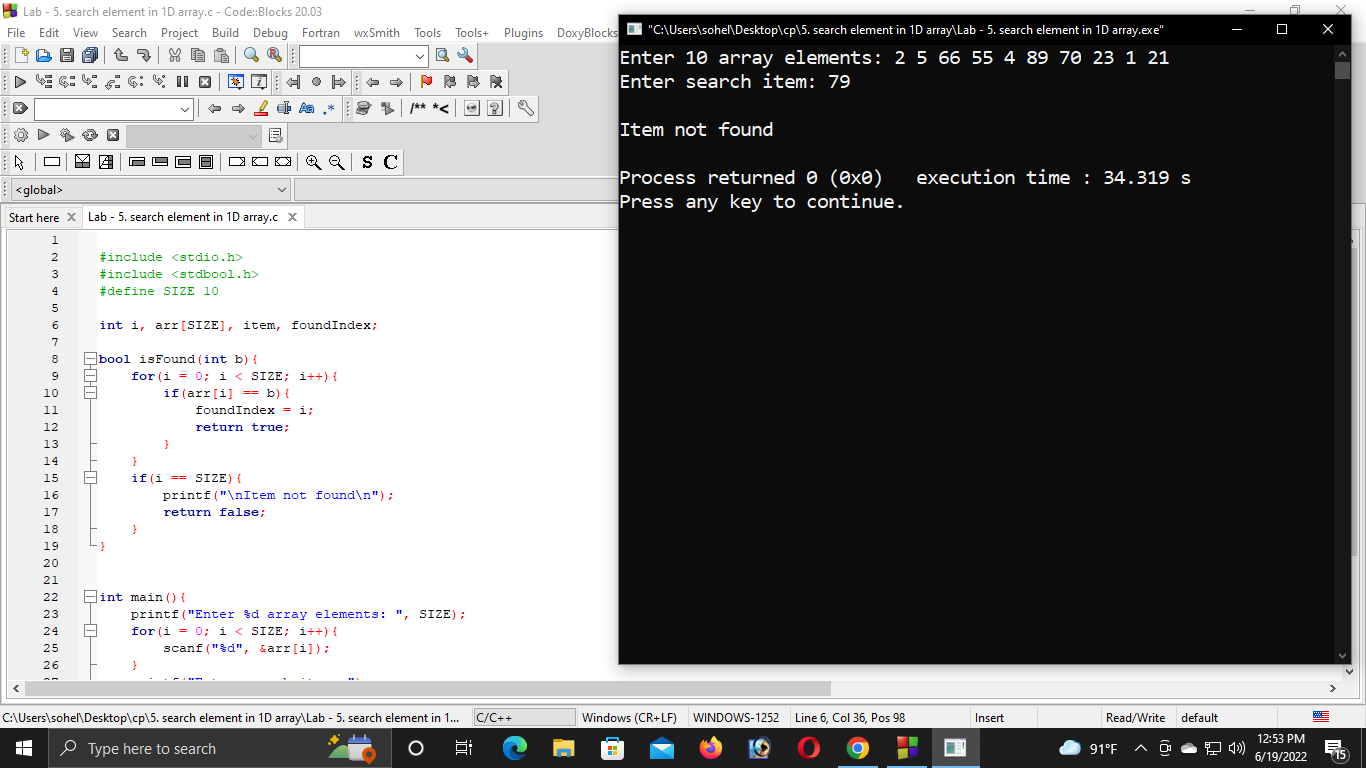 Lab - 5. search element in 1D array.c - Code::Blocks 20.03
File Edit View Search Project Build Debug Fortran wxSmith Tools Tools+ Plugins DoxyBlocks
/** *<
S C
<global>
Start here Lab - 5. search element in 1D array.c
1
2 #include <stdio.h>
3 #include <stdbool.h>
4 #define SIZE 10
5
6 int i, arr[SIZE], item, foundIndex;
7
8 bool isFound(int b){
9 for(i = 0; i < SIZE; i++){
10 if(arr[i] == b){
11 foundIndex = i;
12 return true;
13 }
14 }
15 if(i == SIZE){
16 printf("\nItem not found\n");
17 return false;
18 }
19 }
20
21
22 int main(){
23 printf("Enter %d array elements: ", SIZE);
24 for(i = 0; i < SIZE; i++){
25 scanf("%d", &arr[i]);
26 }
"C:\Users\sohel\Desktop\cp\5. search element in 1D array\Lab - 5. search element in 1D array.exe"
Enter 10 array elements: 2 5 66 55 4 89 70 23 1 21
Enter search item: 79
Item not found
Process returned 0 (0x0)   execution time : 34.319 s
Press any key to continue.
C:\Users\sohel\Desktop\cp\5. search element in 1D array\Lab - 5. search element in 1... C/C++ Windows (CR+LF) WINDOWS-1252 Line 6, Col 36, Pos 98 Insert Read/Write default
Type here to search
91°F
12:53 PM
6/19/2022
15